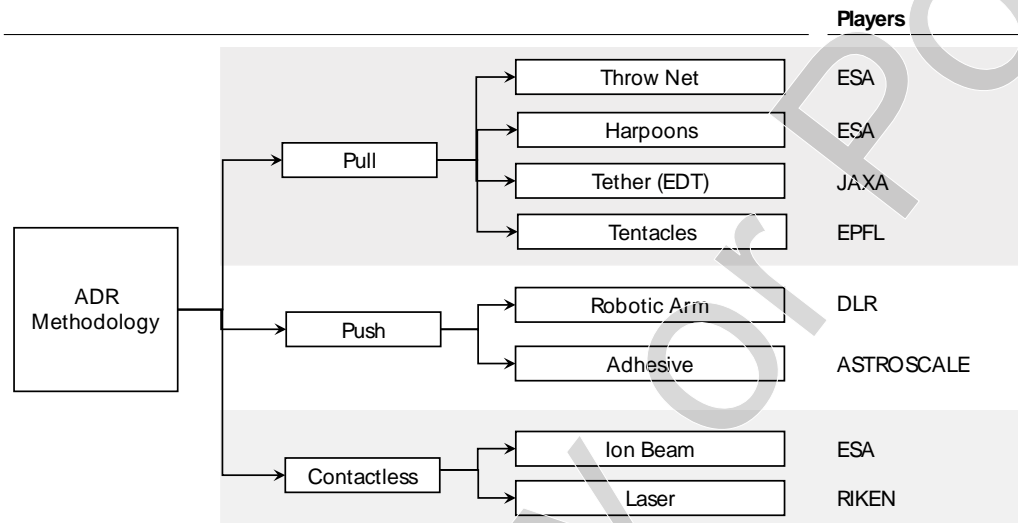 Players
Throw Net ESA
Harpoons ESA
Pull
Tether (EDT) JAXA
Tentacles EPFL
ADR
Methodology
Robotic Arm DLR
Push
Adhesive ASTROSCALE
Ion Beam ESA
Contactless
Laser RIKEN